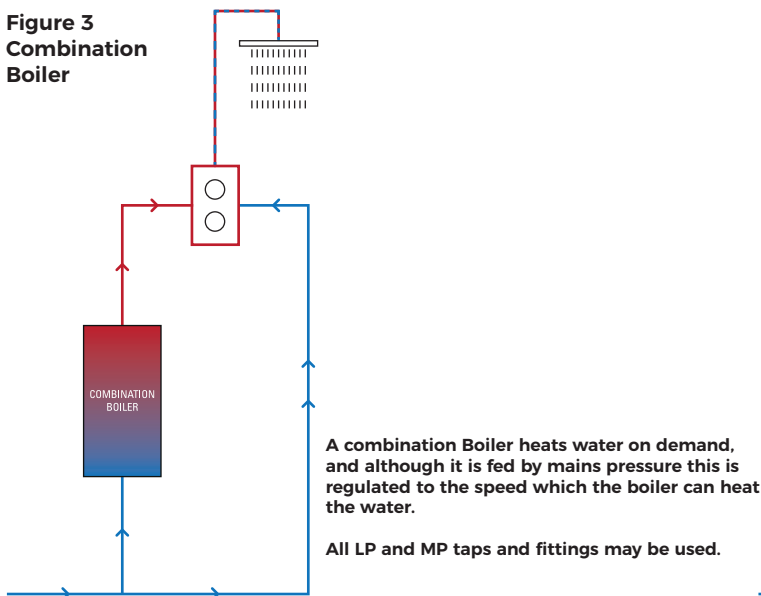 Figure 3
Combination
Boiler
COMBINATION
BOILER
A combination Boiler heats water on demand,
and although it is fed by mains pressure this is
regulated to the speed which the boiler can heat
the water.
All LP and MP taps and fittings may be used.